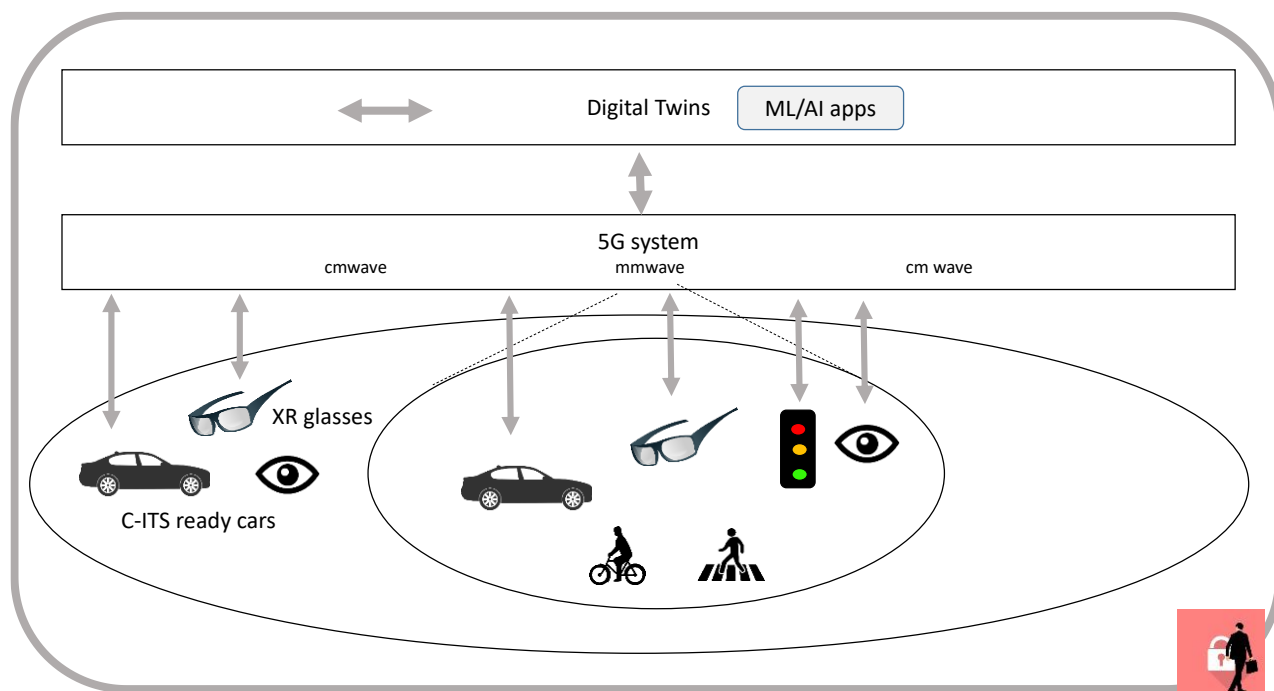 Digital Twins
ML/AI apps
5G system
cmwave
mmwave
cm wave
XR glasses
C-ITS ready cars